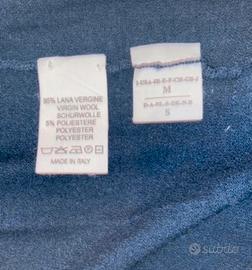 95% LANA VERGINE
VIRGIN WOOL
SCHURWOLLE
5% POLIESTERE
POLYESTER
POLYESTER
MADE IN ITALY
M
S
subito